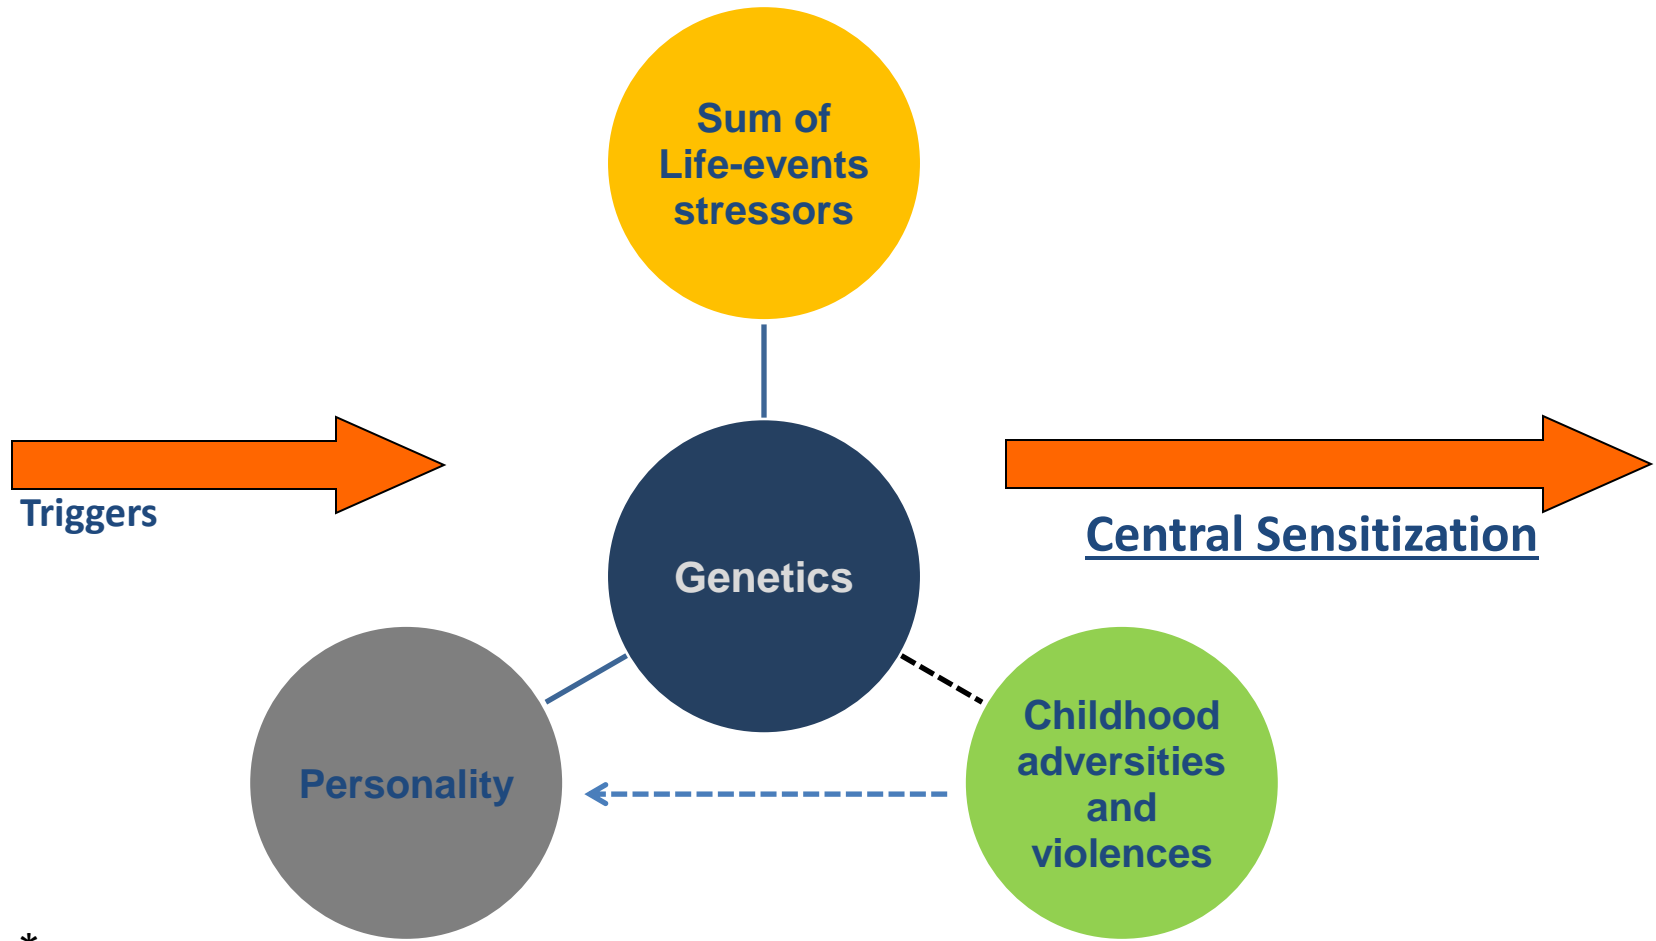 Sum of
Life-events
stressors
Triggers
Central Sensitization
Genetics
Personality
Childhood
adversities
and
violences
*